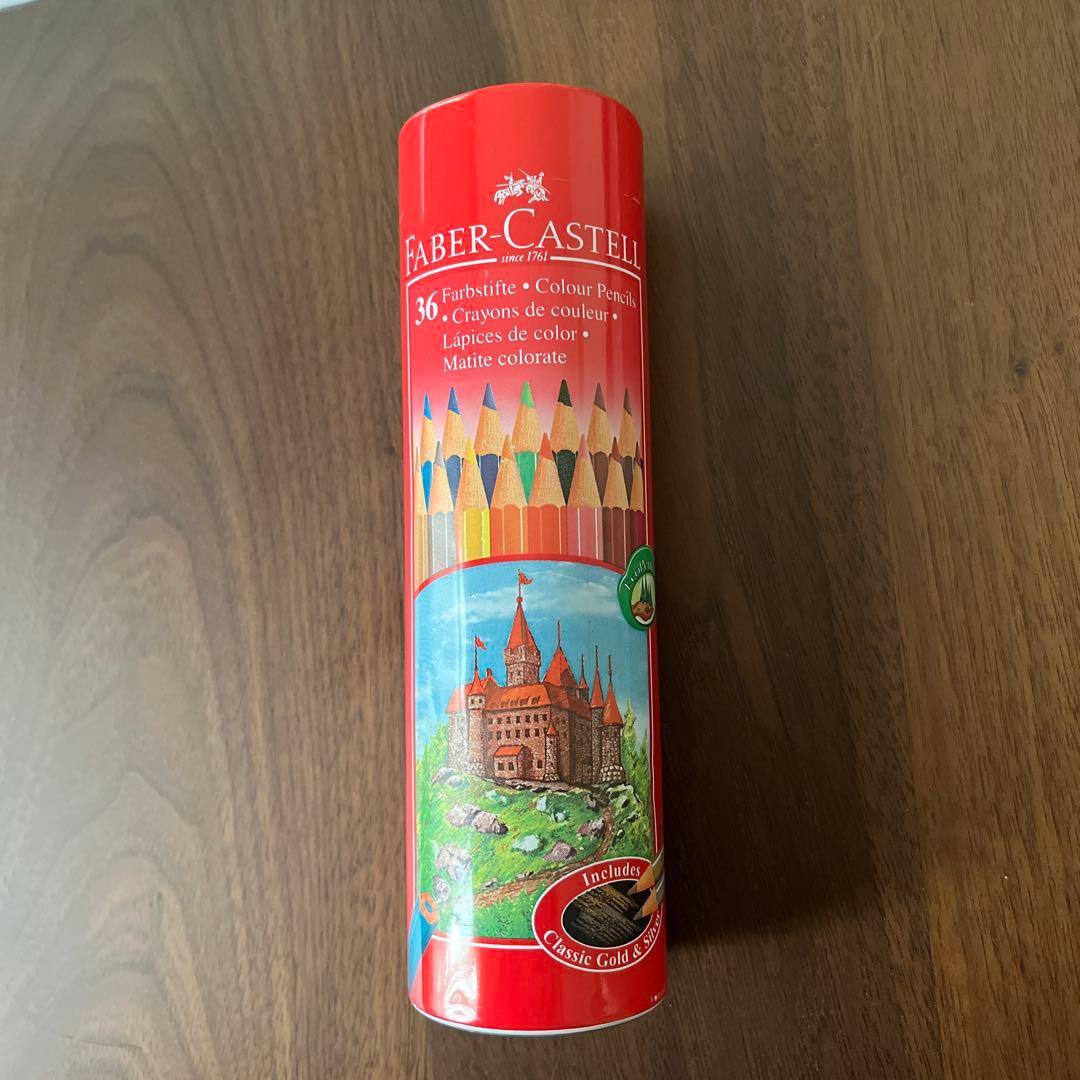 FABER-CASTELL
since 1761
36 Farbstifte • Colour Pencils
• Crayons de couleur •
Lápices de color •
Matite colorate
Includes
Classic Gold & Silver